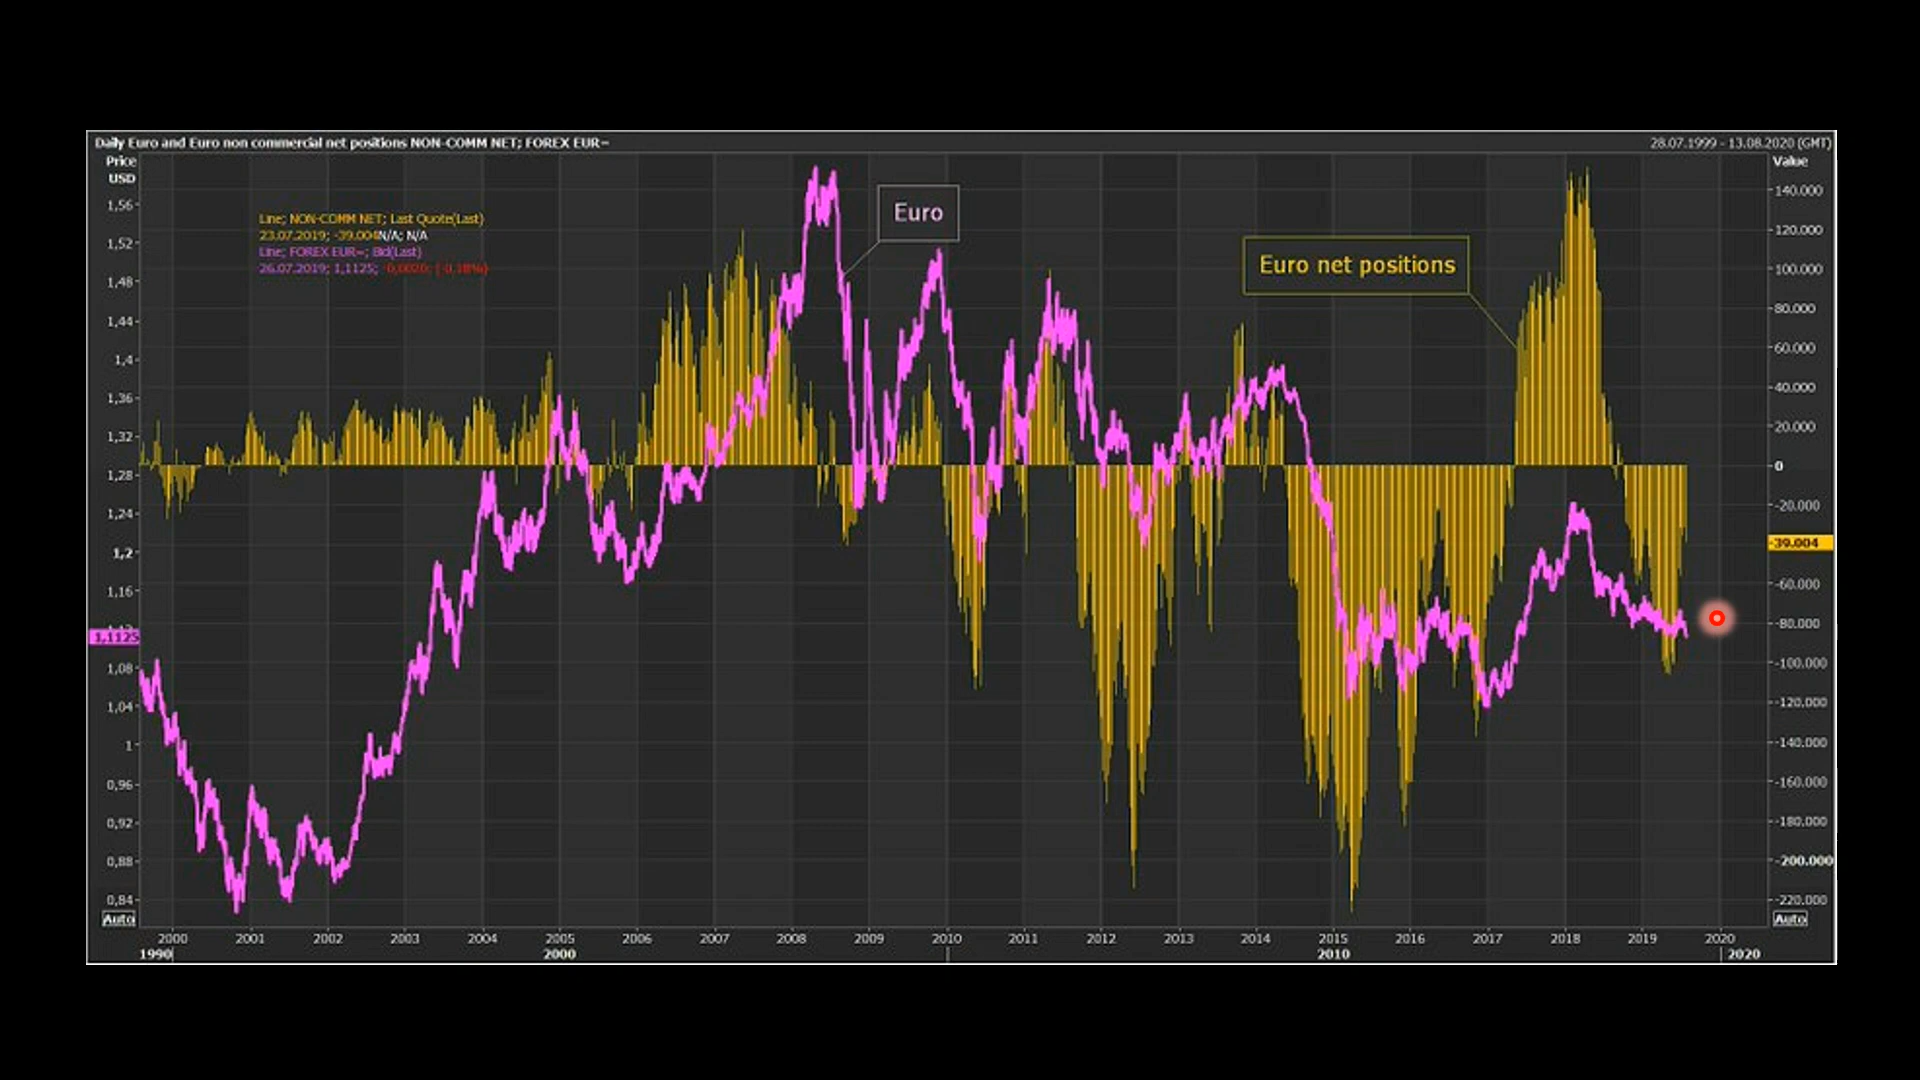 Daily Euro and Euro non commercial net positions NON-COMM NET; FOREX EUR=
28.07.1999 - 13.08.2020 (GMT)
Price
USD
Value
Line; NON-COMM NET; Last Quote(Last)
23.07.2019; -39.004N/A; N/A
Line; FOREX EUR=; Bid(Last)
26.07.2019; 1,1125; -0,0020; (-0.18%)
Euro
Euro net positions
1,56
1,52
1,48
1,44
1,4
1,36
1,32
1,28
1,24
1,2
1,16
1,1125
1,08
1,04
1
0,96
0,92
0,88
0,84
Auto
140.000
120.000
100.000
80.000
60.000
40.000
20.000
0
-20.000
-39.004
-60.000
-80.000
-100.000
-120.000
-140.000
-160.000
-180.000
-200.000
-220.000
Auto
2000 2001 2002 2003 2004 2005 2006 2007 2008 2009 2010 2011 2012 2013 2014 2015 2016 2017 2018 2019 2020
1990 2000 2010 2020